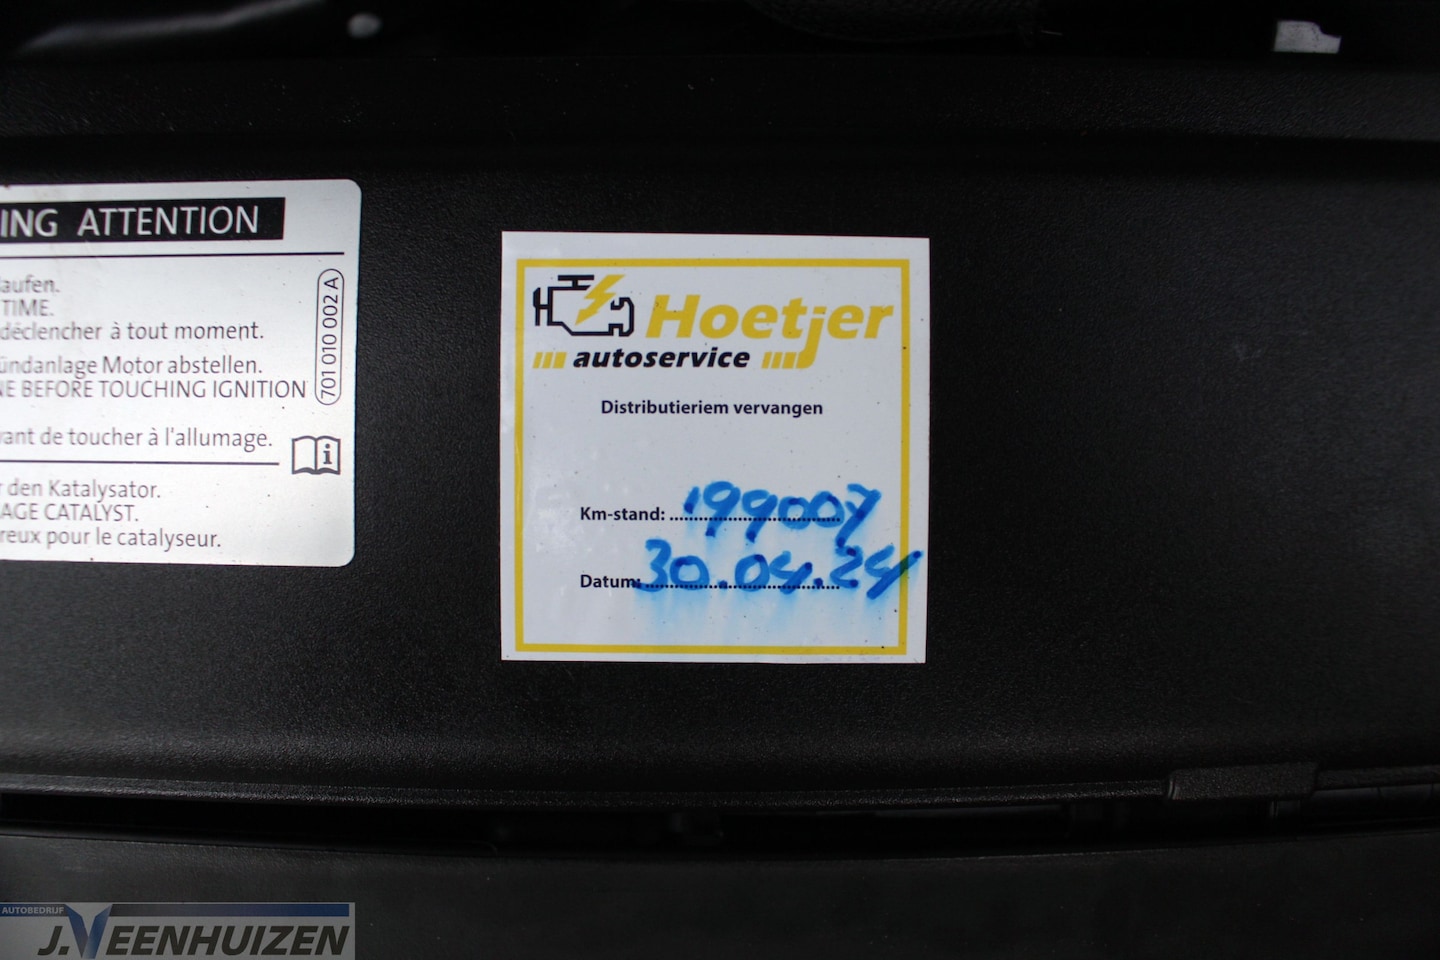 ING ATTENTION
aufen.
TIME.
déclencher à tout moment.
ündanlage Motor abstellen.
NE BEFORE TOUCHING IGNITION
vant de toucher à l'allumage.
r den Katalysator.
AGE CATALYST.
reux pour le catalyseur.
701 010 002 A
Hoetjer
autoservice
Distributieriem vervangen
Km-stand: 199007
Datum: 30.04.24
AUTOBEDRIJF
J.VEENHUIZEN